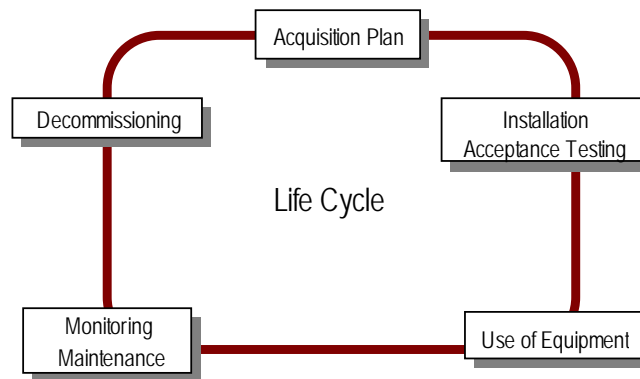 Acquisition Plan
Decommissioning
Installation
Acceptance Testing
Life Cycle
Monitoring
Maintenance
Use of Equipment